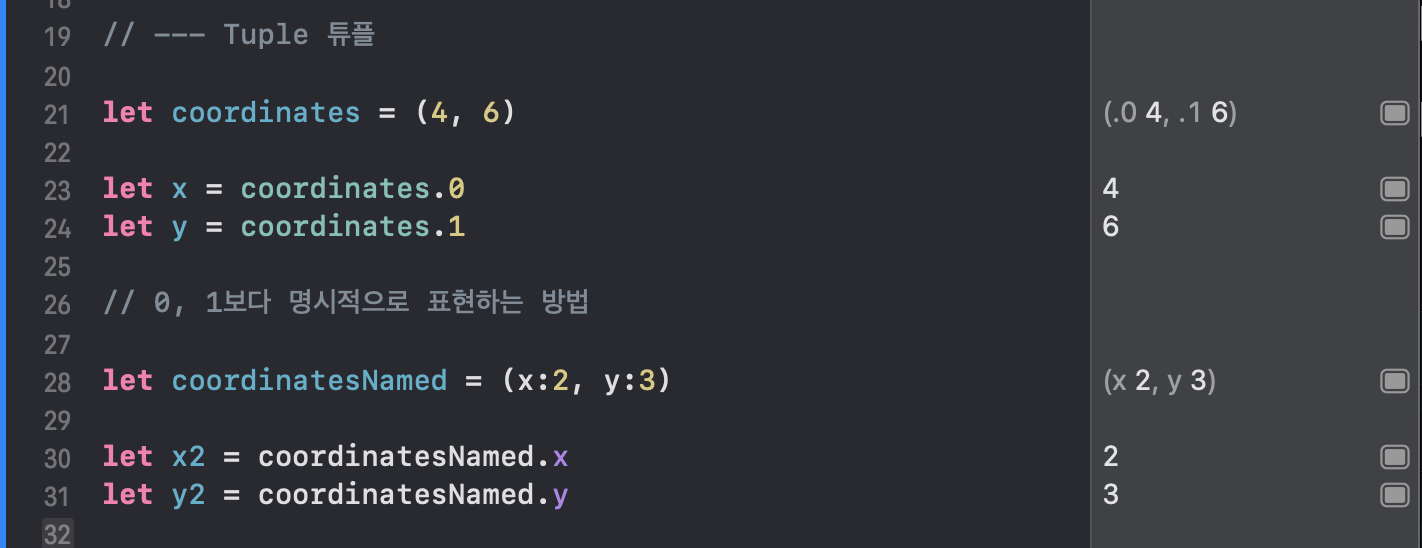 18
19 // --- Tuple 튜플
20
21 let coordinates = (4, 6) (.0 4, .1 6)
22
23 let x = coordinates.0 4
24 let y = coordinates.1 6
25
26 // 0, 1보다 명시적으로 표현하는 방법
27
28 let coordinatesNamed = (x:2, y:3) (x 2, y 3)
29
30 let x2 = coordinatesNamed.x 2
31 let y2 = coordinatesNamed.y 3
32